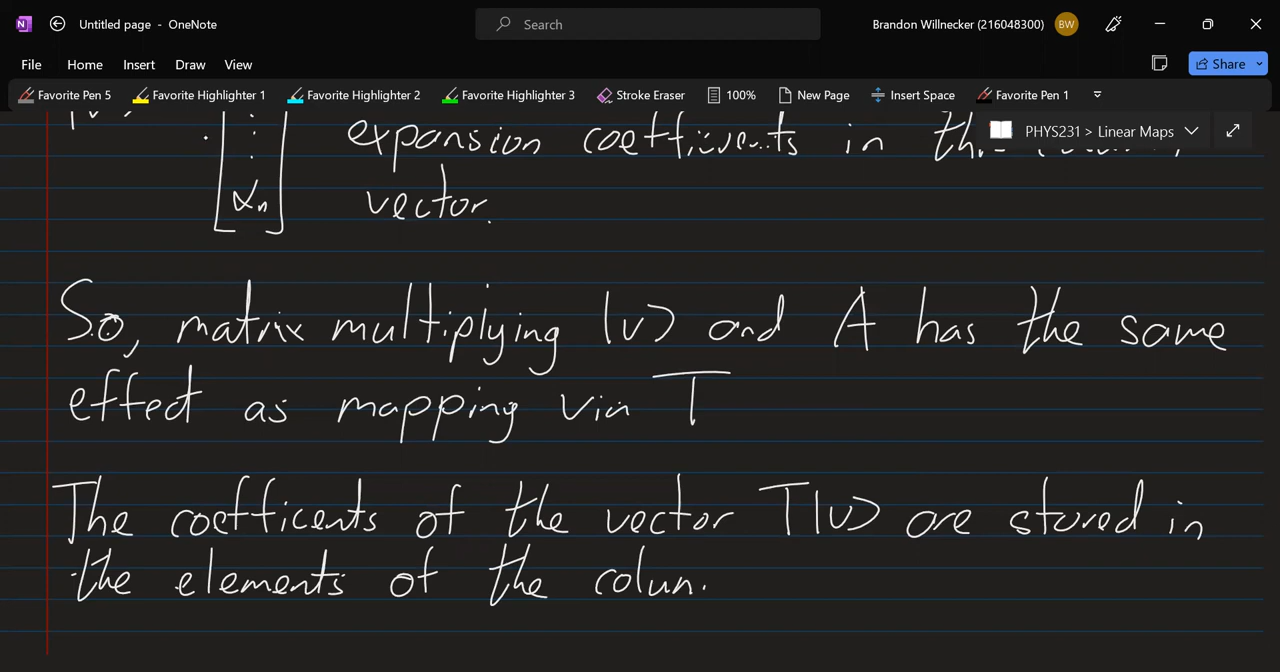 Untitled page - OneNote
Search
Brandon Willnecker (216048300)
BW
File Home Insert Draw View
Share
Favorite Pen 5 Favorite Highlighter 1 Favorite Highlighter 2 Favorite Highlighter 3 Stroke Eraser 100% New Page Insert Space Favorite Pen 1
PHYS231 > Linear Maps
expansion coefficients in
αn
vector.
So, matrix multiplying |v⟩ and A has the same
effect as mapping via T
The coefficents of the vector T|v⟩ are stored in
the elements of the colun.